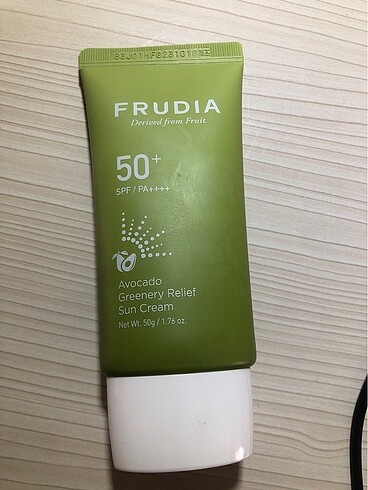 FRUDIA
Derived from Fruit.
50+
SPF / PA++++
Avocado
Greenery Relief
Sun Cream
Net Wt. 50g / 1.76 oz.